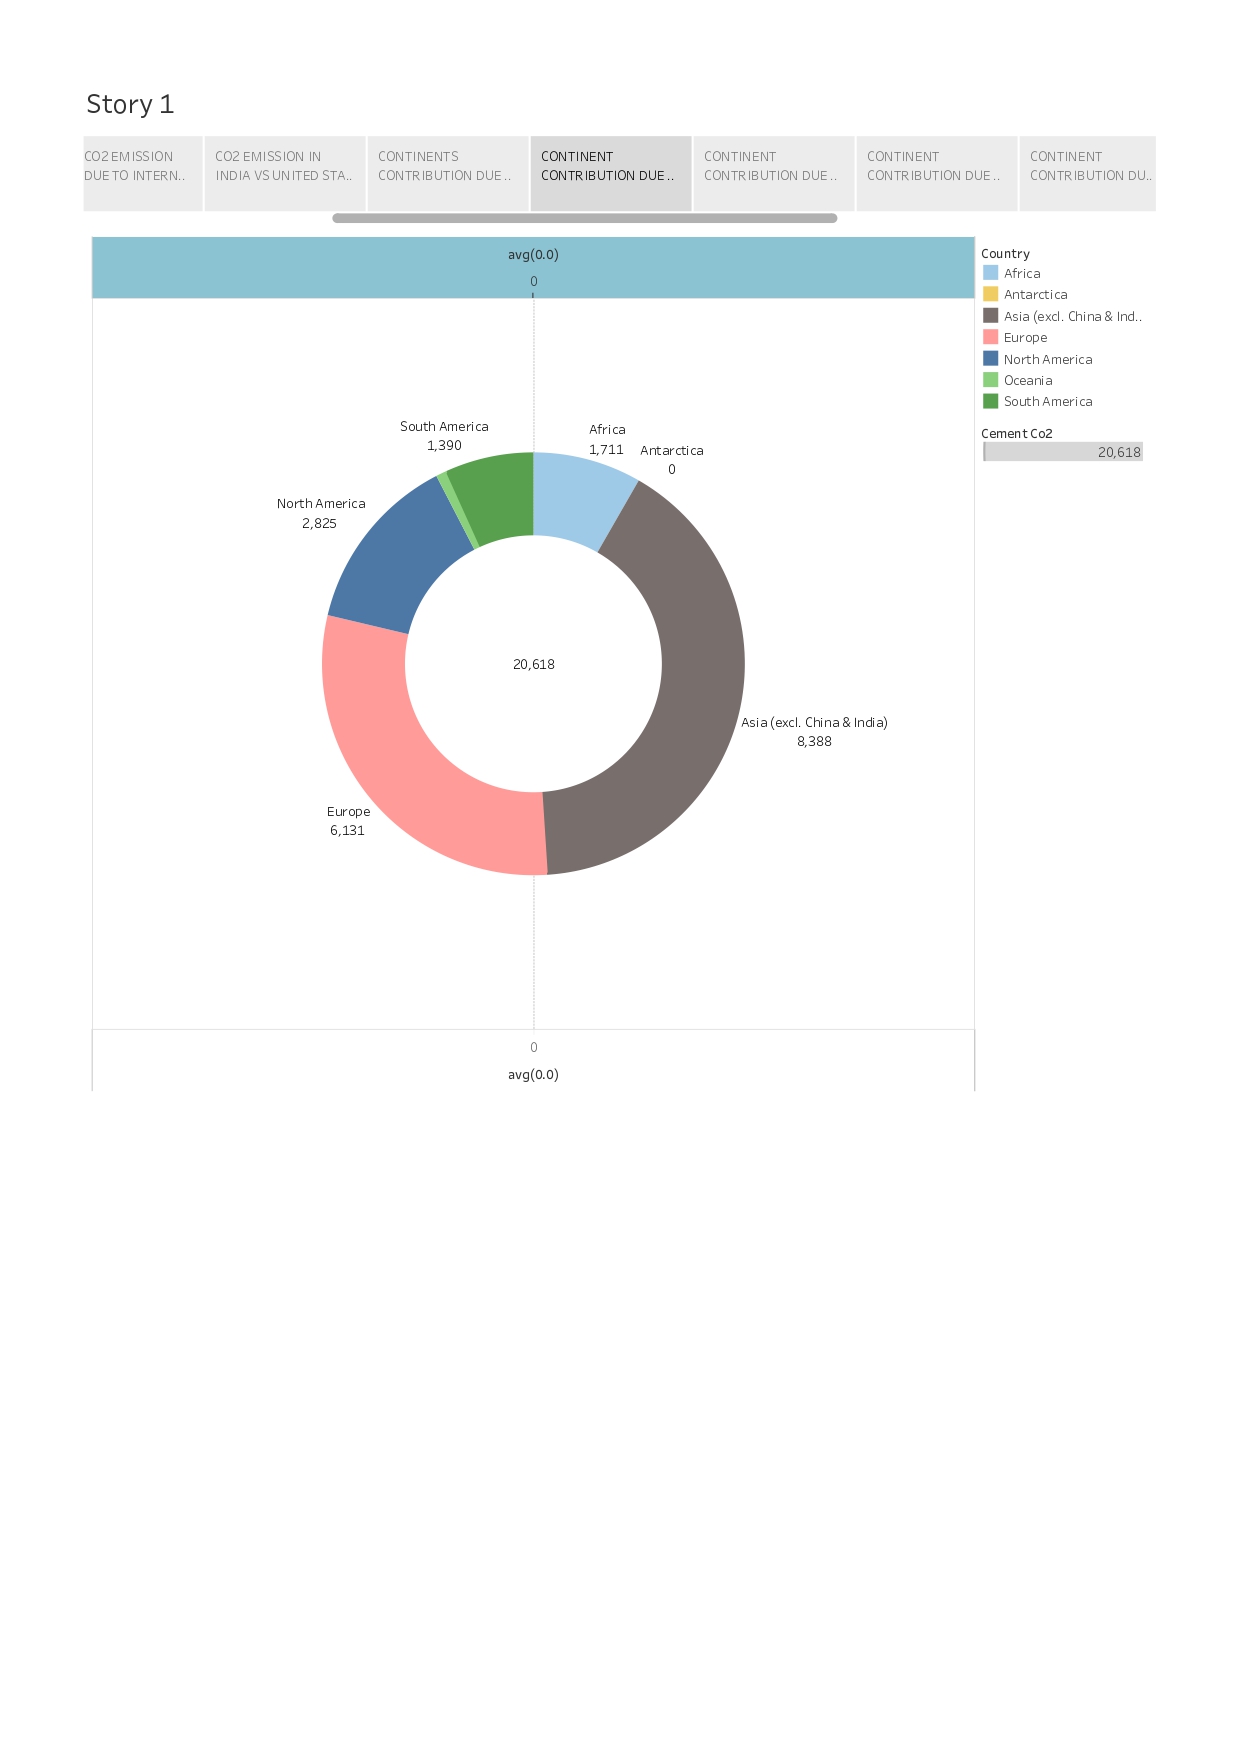 Story 1
CO2 EMISSION
DUE TO INTERN..
CO2 EMISSION IN
INDIA VS UNITED STA..
CONTINENTS
CONTRIBUTION DUE ..
CONTINENT
CONTRIBUTION DUE ..
CONTINENT
CONTRIBUTION DUE ..
CONTINENT
CONTRIBUTION DUE ..
CONTINENT
CONTRIBUTION DU..
avg(0.0)
0
Country
Africa
Antarctica
Asia (excl. China & Ind..
Europe
North America
Oceania
South America
Cement Co2
20,618
South America
1,390
Africa
1,711
Antarctica
0
North America
2,825
20,618
Asia (excl. China & India)
8,388
Europe
6,131
0
avg(0.0)